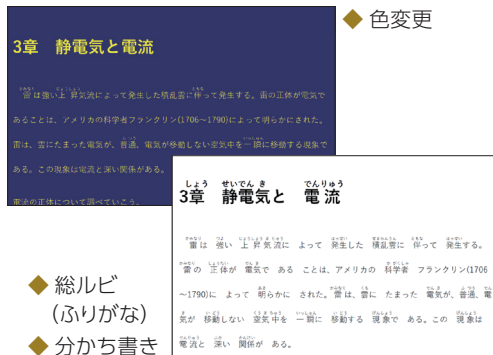 ◆ 色変更
3章　静電気と電流
雷は強い上昇気流によって発生した積乱雲に伴って発生する。雷の正体が電気で
あることは、アメリカの科学者フランクリン(1706~1790)によって明らかにされた。
雷は、雲にたまった電気が、普通、電気が移動しない空気中を一瞬に移動する現象で
ある。この現象は電流と深い関係がある。
電流の正体について調べていこう。
3章　静電気と　電流
雷は　強い　上昇気流に　よって　発生した　積乱雲に　伴って　発生する。
雷の　正体が　電気で　ある　ことは、アメリカの　科学者　フランクリン(1706
~1790)に　よって　明らかに　された。雷は、雲に　たまった　電気が、普通、電
気が　移動しない　空気中を　一瞬に　移動する　現象で　ある。この　現象は
電流と　深い　関係が　ある。
◆ 総ルビ
(ふりがな)
◆ 分かち書き